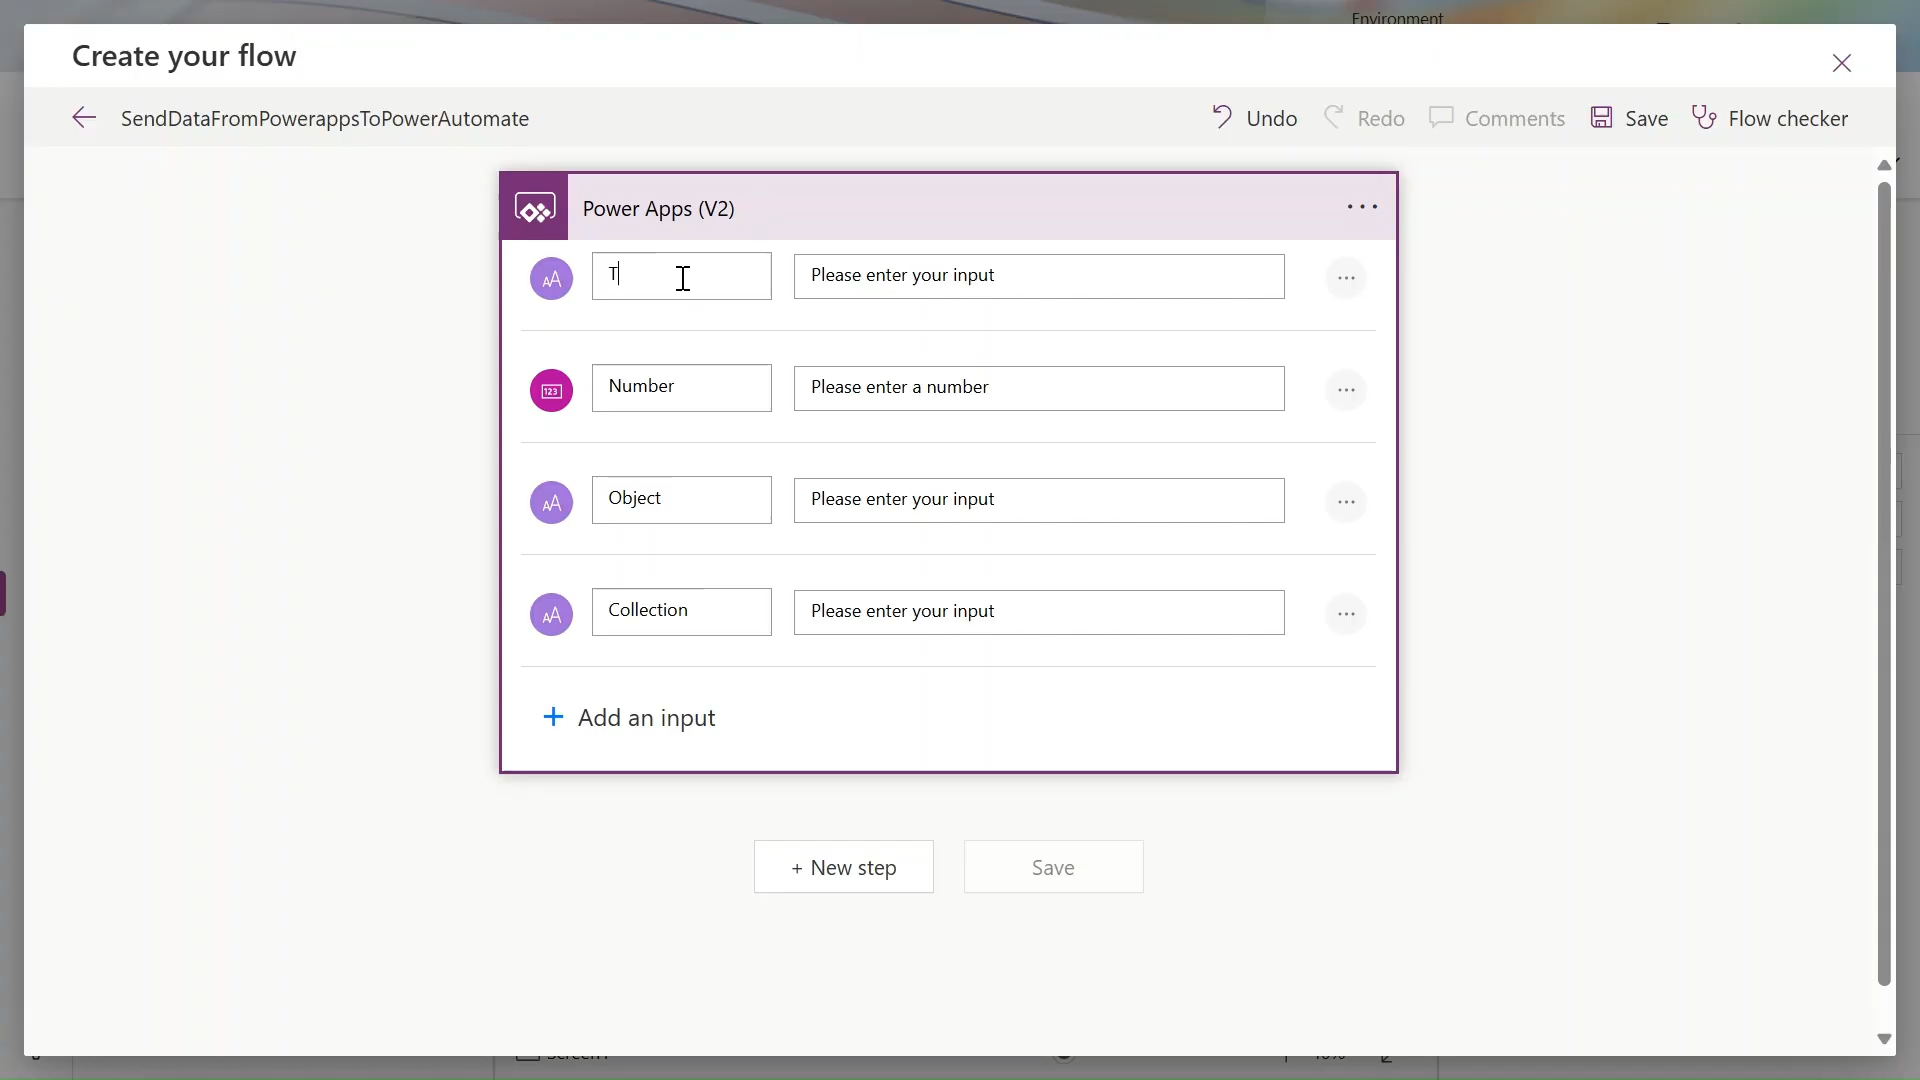 Environment
Create your flow
SendDataFromPowerappsToPowerAutomate
Undo
Redo
Comments
Save
Flow checker
Power Apps (V2)
T
Please enter your input
123
Number
Please enter a number
Object
Please enter your input
Collection
Please enter your input
+ Add an input
+ New step
Save